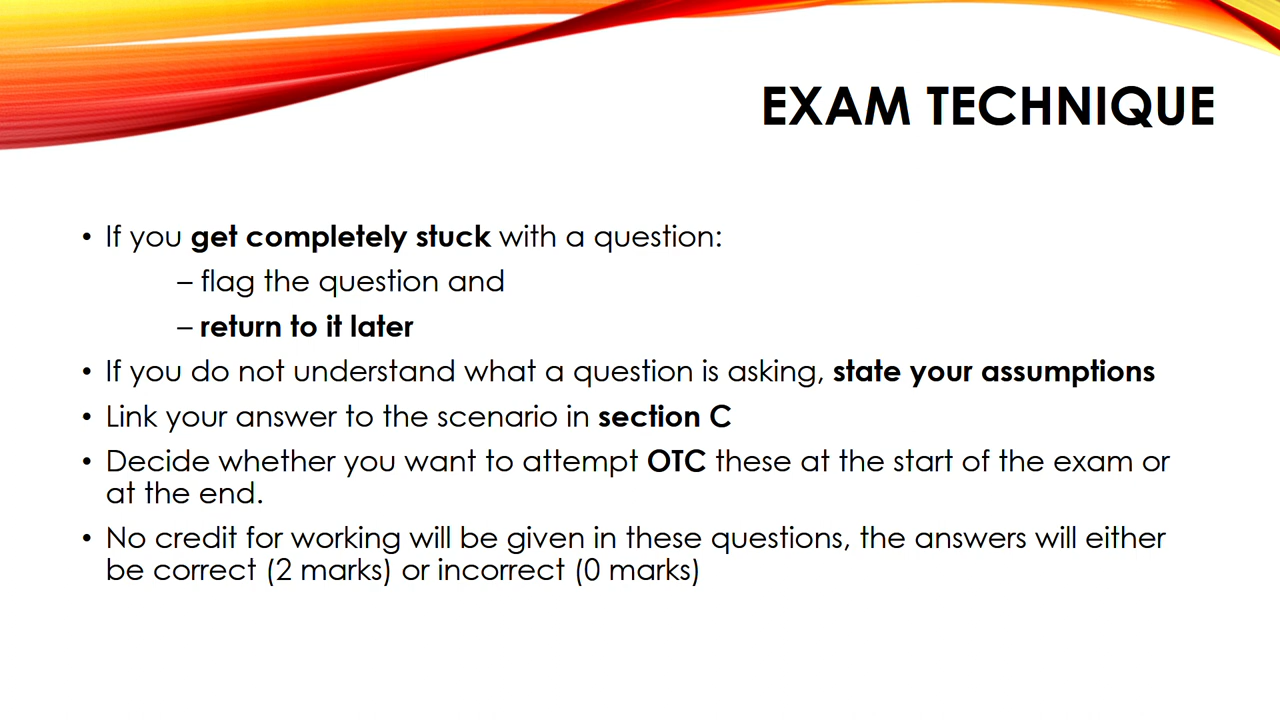 EXAM TECHNIQUE
• If you get completely stuck with a question:
– flag the question and
– return to it later
• If you do not understand what a question is asking, state your assumptions
• Link your answer to the scenario in section C
• Decide whether you want to attempt OTC these at the start of the exam or
at the end.
• No credit for working will be given in these questions, the answers will either
be correct (2 marks) or incorrect (0 marks)